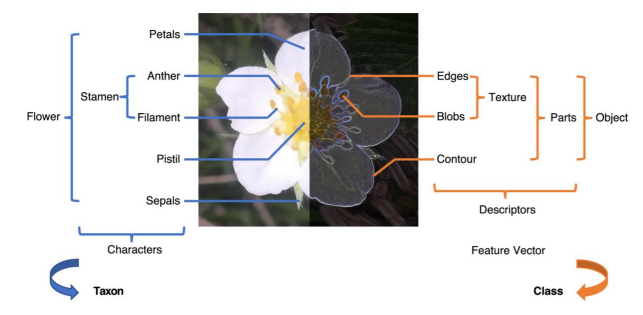 Petals
Anther
Stamen
Flower
Filament
Pistil
Sepals
Characters
Taxon
Edges
Texture
Blobs
Parts
Object
Contour
Descriptors
Feature Vector
Class